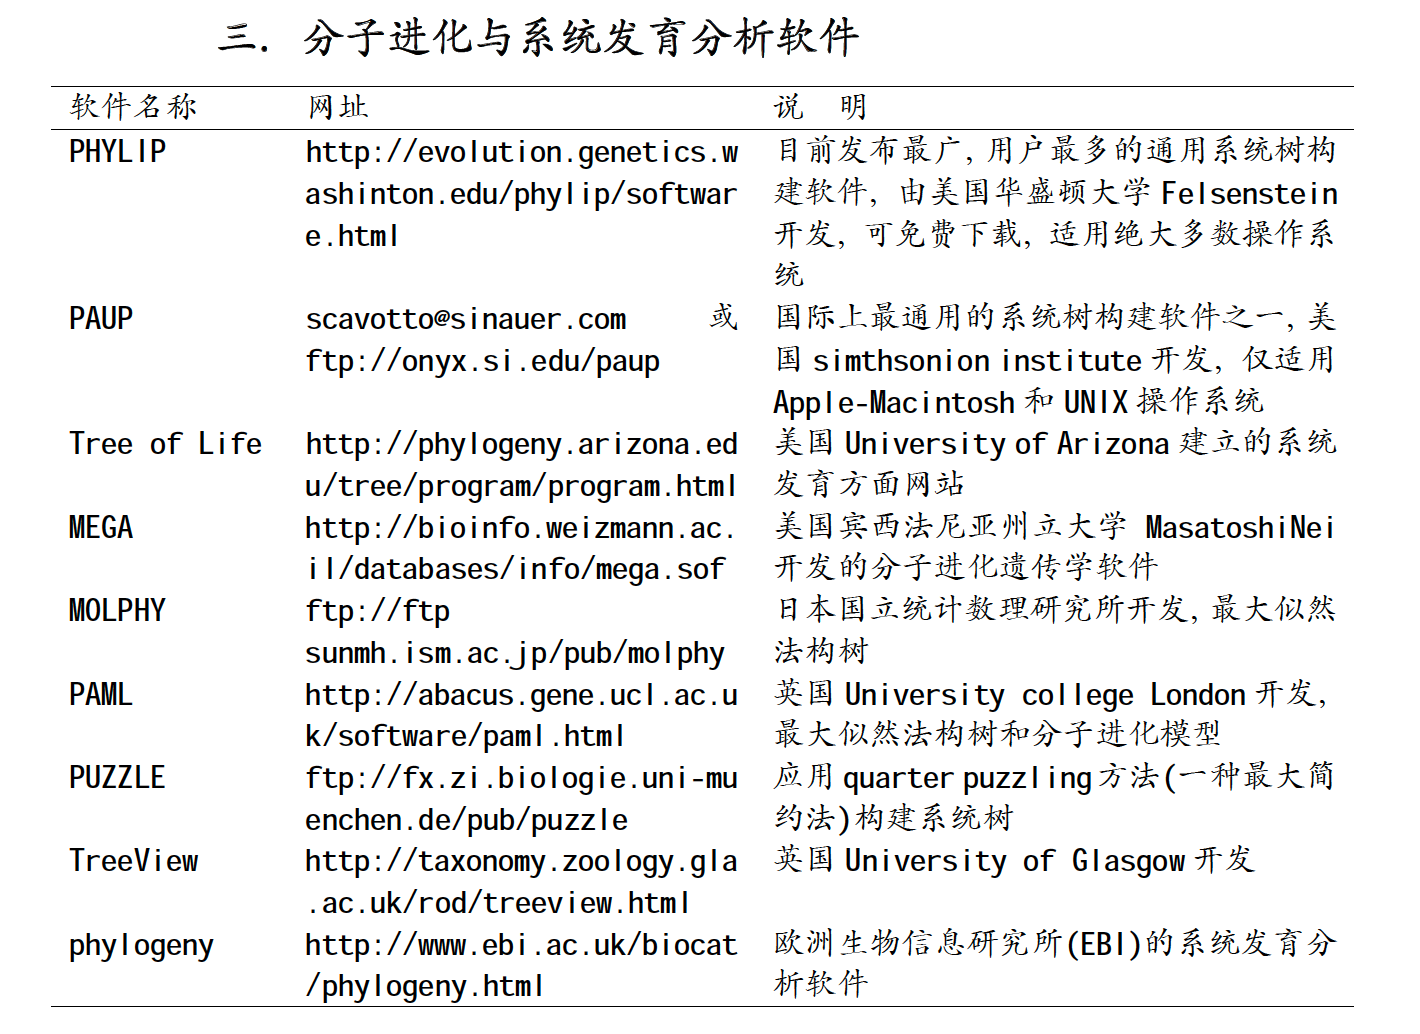 三. 分子进化与系统发育分析软件
软件名称 网址 说 明
PHYLIP http://evolution.genetics.w 目前发布最广,用户最多的通用系统树构
ashinton.edu/phylip/softwar 建软件, 由美国华盛顿大学 Felsenstein
e.html 开发, 可免费下载, 适用绝大多数操作系
统
PAUP scavotto@sinauer.com 或 国际上最通用的系统树构建软件之一,美
ftp://onyx.si.edu/paup 国 simthsonion institute 开发, 仅适用
Apple-Macintosh 和 UNIX 操作系统
Tree of Life http://phylogeny.arizona.ed 美国 University of Arizona 建立的系统
u/tree/program/program.html 发育方面网站
MEGA http://bioinfo.weizmann.ac. 美国宾西法尼亚州立大学 MasatoshiNei
il/databases/info/mega.sof 开发的分子进化遗传学软件
MOLPHY ftp://ftp 日本国立统计数理研究所开发,最大似然
sunmh.ism.ac.jp/pub/molphy 法构树
PAML http://abacus.gene.ucl.ac.u 英国 University college London 开发,
k/software/paml.html 最大似然法构树和分子进化模型
PUZZLE ftp://fx.zi.biologie.uni-mu 应用 quarter puzzling 方法(一种最大简
enchen.de/pub/puzzle 约法)构建系统树
TreeView http://taxonomy.zoology.gla 英国 University of Glasgow 开发
.ac.uk/rod/treeview.html
phylogeny http://www.ebi.ac.uk/biocat 欧洲生物信息研究所(EBI)的系统发育分
/phylogeny.html 析软件